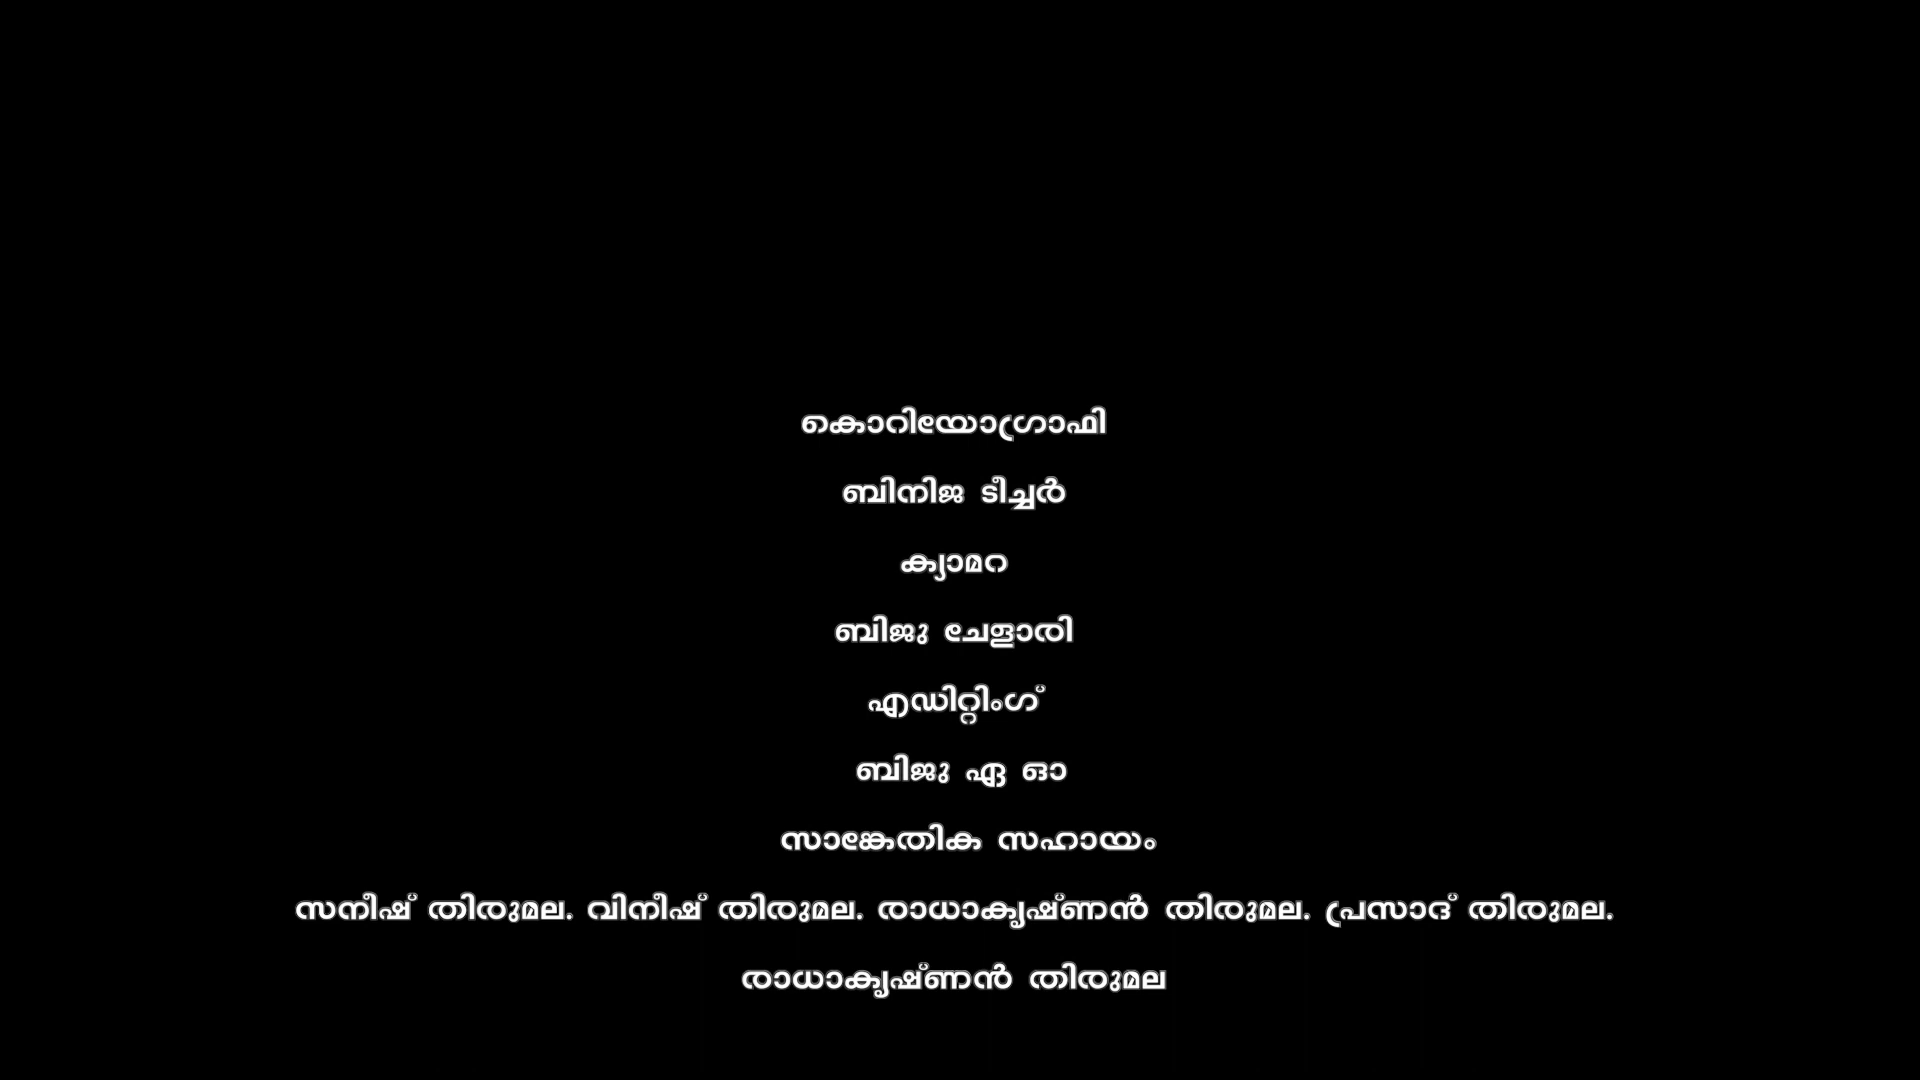 കൊറിയോഗ്രാഫി
ബിനിജ ടീച്ചർ
ക്യാമറ
ബിജു ചേളാരി
എഡിറ്റിംഗ്
ബിജു ഏ ഓ
സാങ്കേതിക സഹായം
സനീഷ് തിരുമല. വിനീഷ് തിരുമല. രാധാകൃഷ്ണൻ തിരുമല. പ്രസാദ് തിരുമല.
രാധാകൃഷ്ണൻ തിരുമല